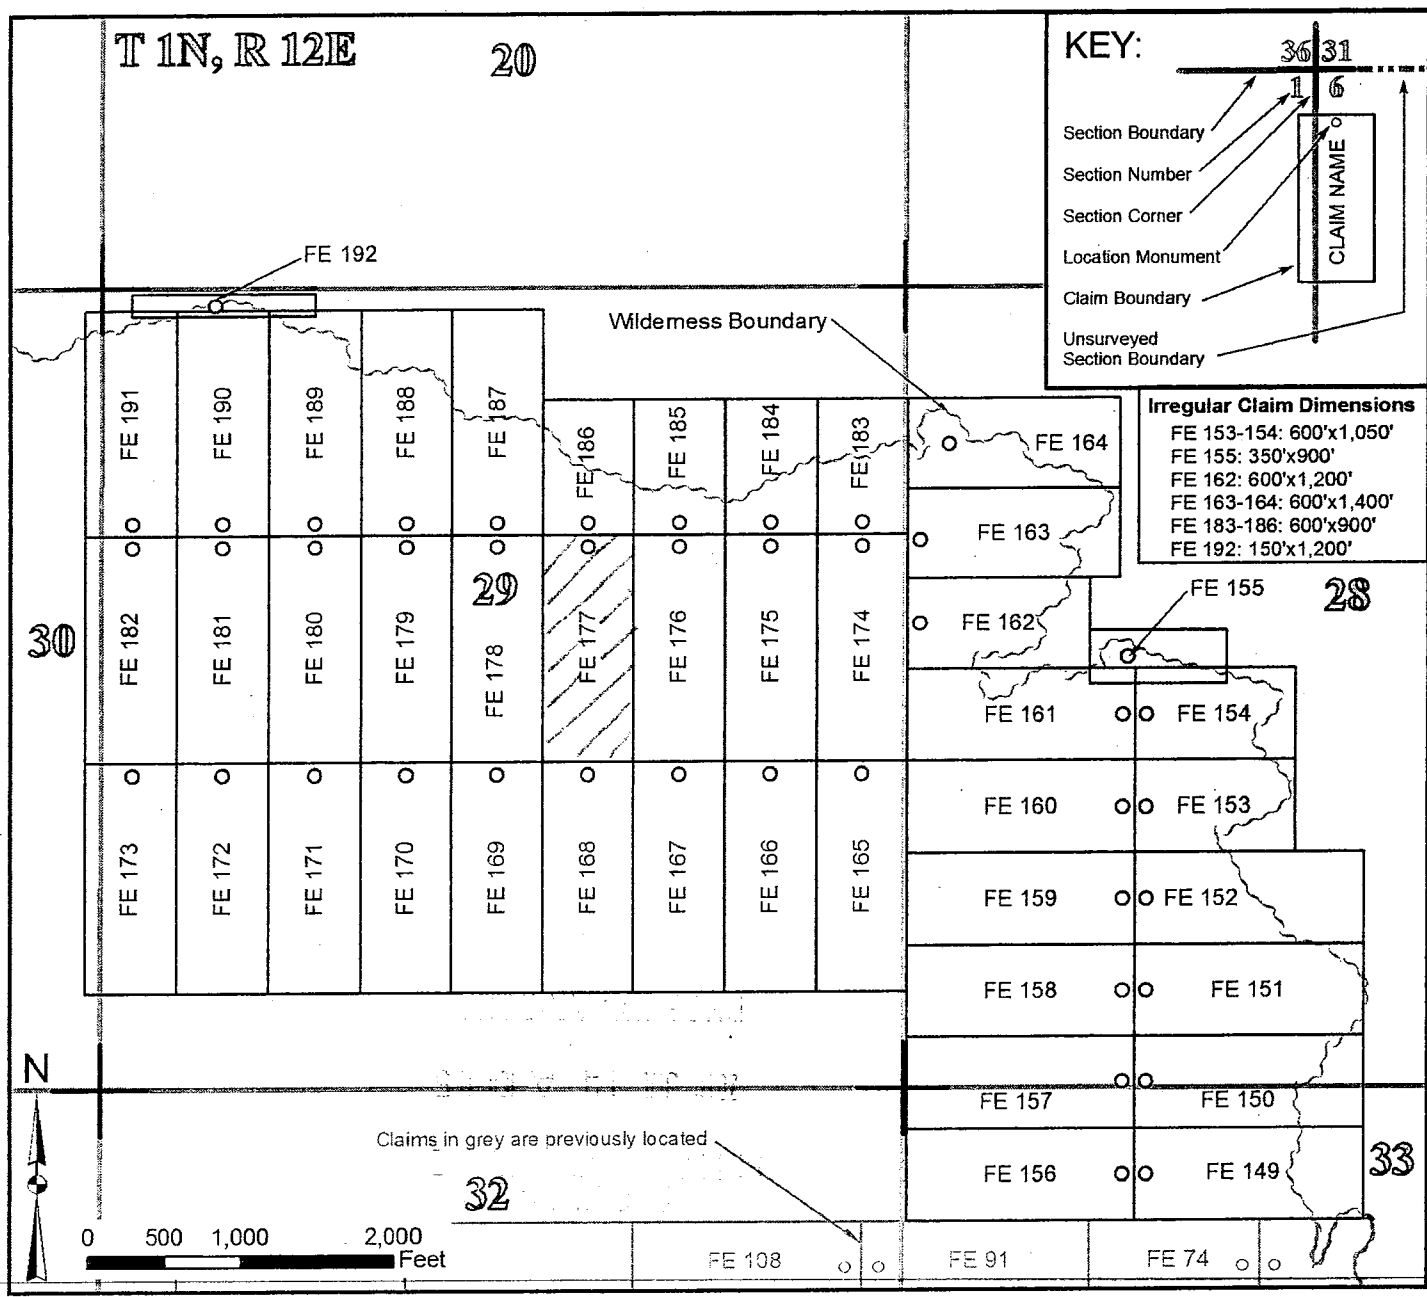 T 1N, R 12E
20
KEY:
36 31
1 6
Section Boundary
Section Number
Section Corner
Location Monument
Claim Boundary
Unsurveyed
Section Boundary
CLAIM NAME
FE 192
Wilderness Boundary
Irregular Claim Dimensions
FE 153-154: 600'x1,050'
FE 155: 350'x900'
FE 162: 600'x1,200'
FE 163-164: 600'x1,400'
FE 183-186: 600'x900'
FE 192: 150'x1,200'
FE 191
FE 190
FE 189
FE 188
FE 187
FE 186
FE 185
FE 184
FE 183
FE 164
FE 163
29
28
30
FE 155
FE 182
FE 181
FE 180
FE 179
FE 178
FE 177
FE 176
FE 175
FE 174
FE 162
FE 161
FE 154
FE 160
FE 153
FE 173
FE 172
FE 171
FE 170
FE 169
FE 168
FE 167
FE 166
FE 165
FE 159
FE 152
FE 158
FE 151
N
FE 157
FE 150
Claims in grey are previously located
32
33
FE 156
FE 149
0 500 1,000 2,000
Feet
FE 108
FE 91
FE 74